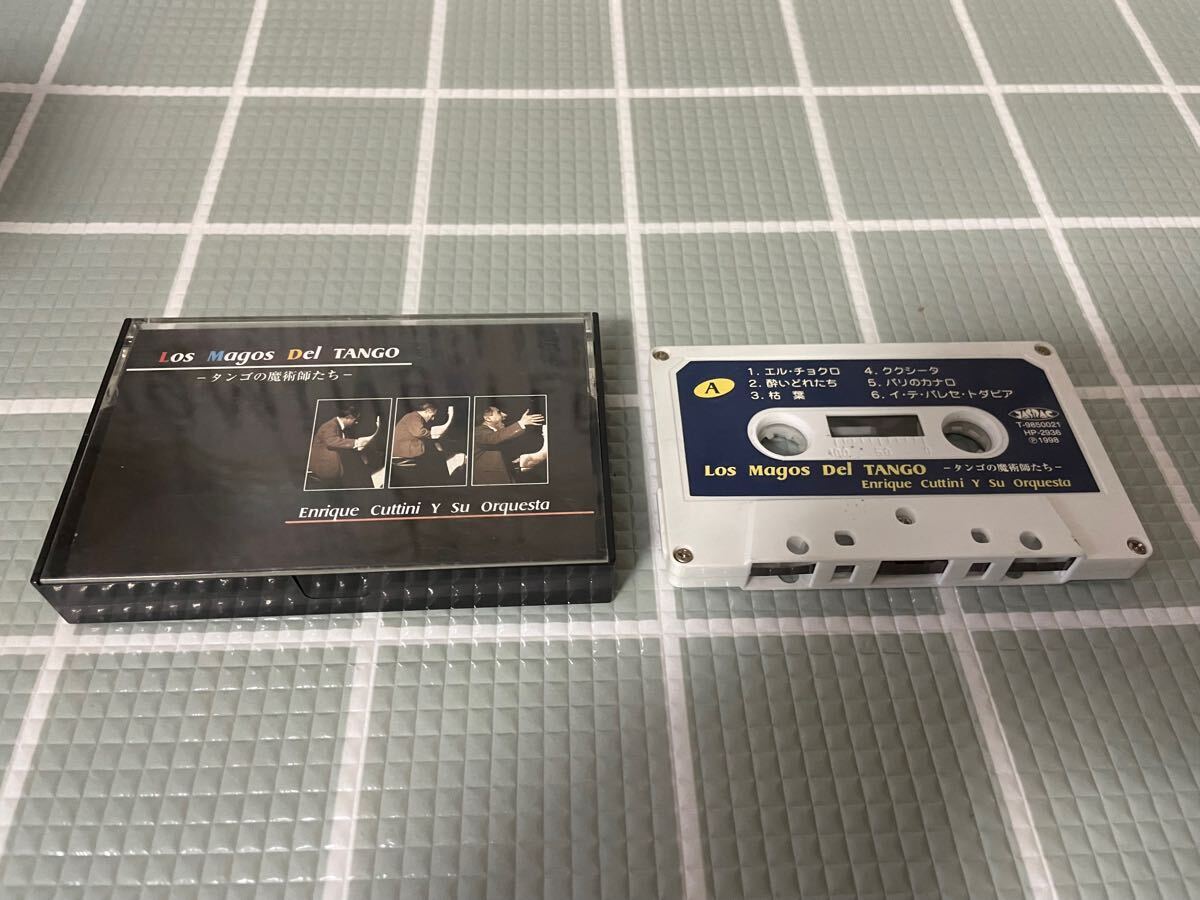 Los Magos Del TANGO
－タンゴの魔術師たち－
Enrique Cuttini Y Su Orquesta
A
1. エル・チョクロ
2. 酔いどれたち
3. 枯 葉
4. ククシータ
5. パリのカナロ
6. イ・テ・パレセ・トダビア
JASRAC
T-9850021
HP-2936
Ⓟ1998
100 50 0
Los Magos Del TANGO －タンゴの魔術師たち－
Enrique Cuttini Y Su Orquesta